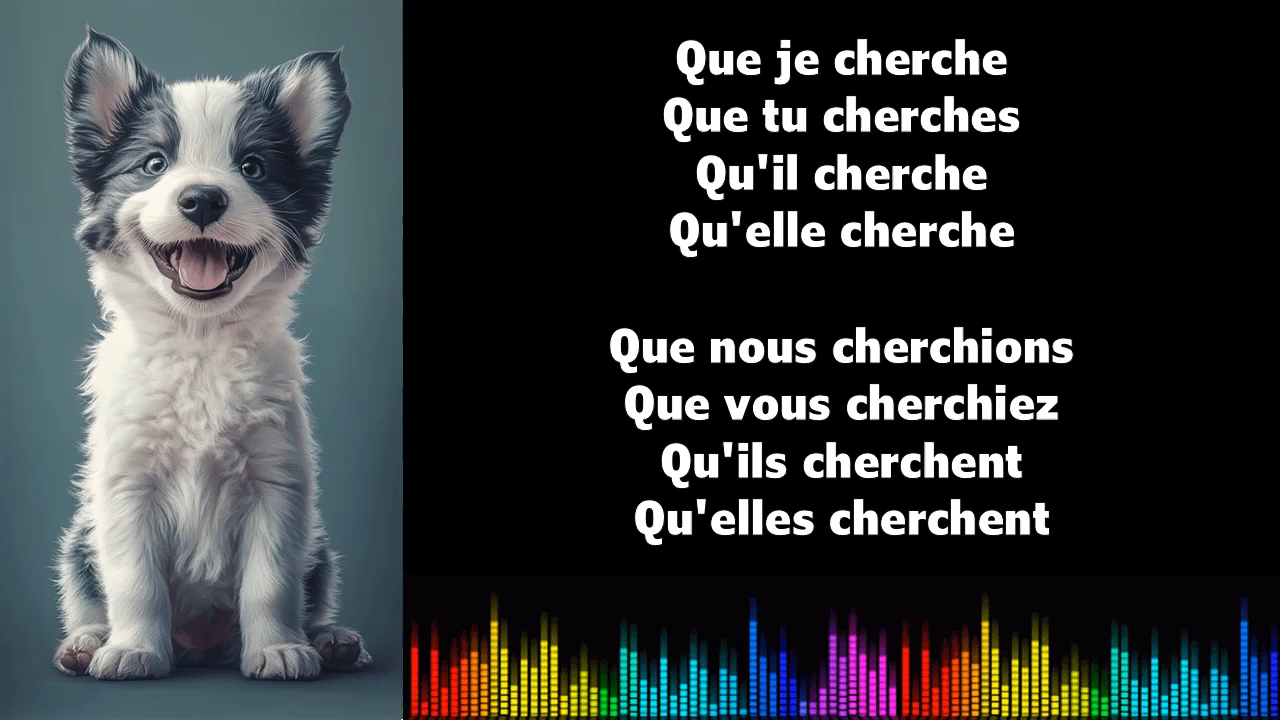 Que je cherche
Que tu cherches
Qu'il cherche
Qu'elle cherche
Que nous cherchions
Que vous cherchiez
Qu'ils cherchent
Qu'elles cherchent